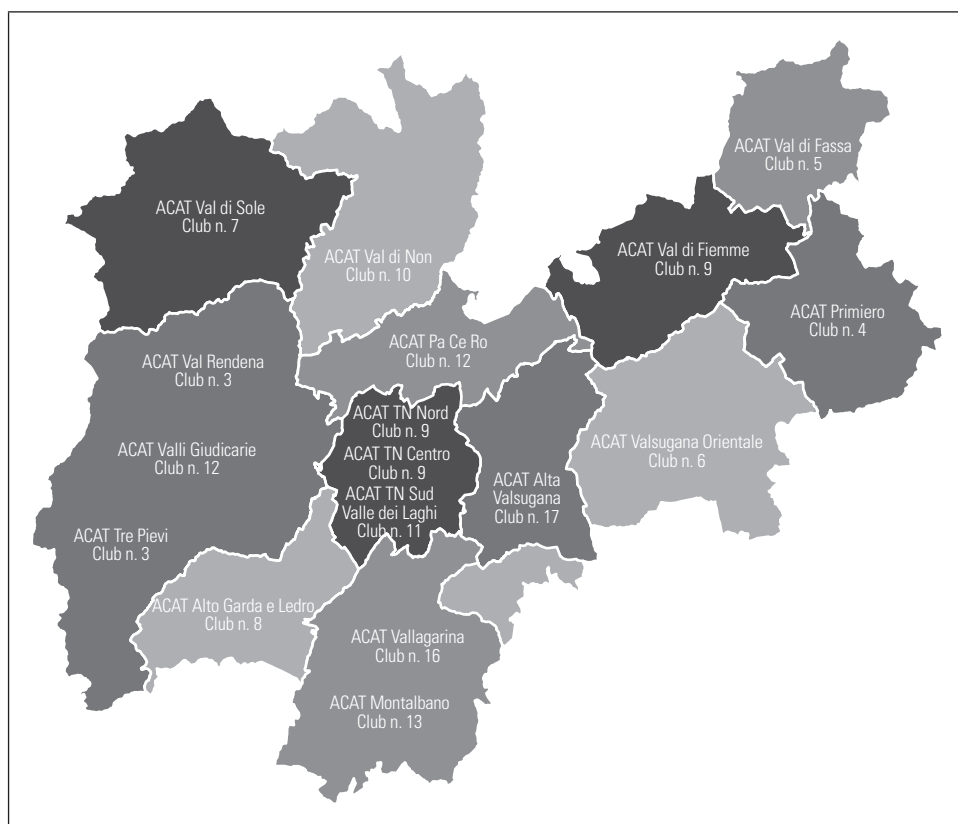 ACAT Val di Fassa
Club n. 5
ACAT Val di Sole
Club n. 7
ACAT Val di Non
Club n. 10
ACAT Val di Fiemme
Club n. 9
ACAT Primiero
Club n. 4
ACAT Pa Ce Ro
Club n. 12
ACAT Val Rendena
Club n. 3
ACAT TN Nord
Club n. 9
ACAT Valli Giudicarie
Club n. 12
ACAT TN Centro
Club n. 9
ACAT Valsugana Orientale
Club n. 6
ACAT TN Sud
Valle dei Laghi
Club n. 11
ACAT Alta
Valsugana
Club n. 17
ACAT Tre Pievi
Club n. 3
ACAT Alto Garda e Ledro
Club n. 8
ACAT Vallagarina
Club n. 16
ACAT Montalbano
Club n. 13